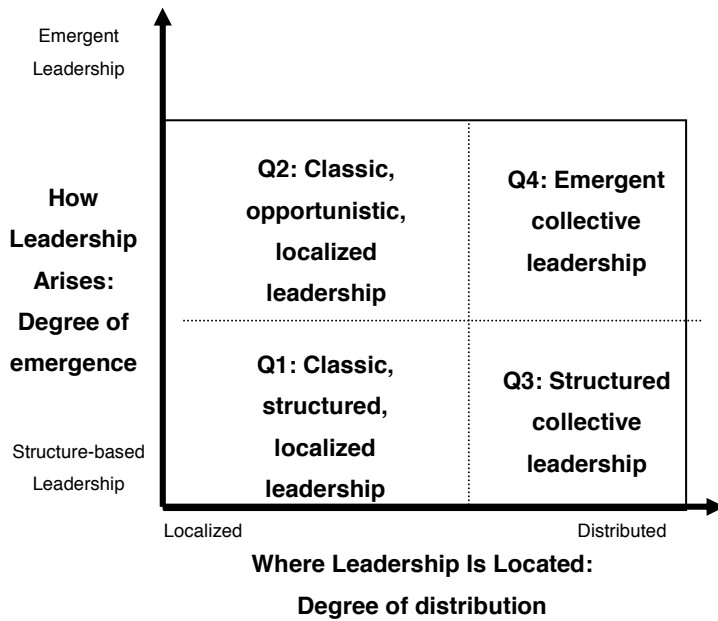 Emergent
Leadership
How
Leadership
Arises:
Degree of
emergence
Structure-based
Leadership
Q2: Classic,
opportunistic,
localized
leadership
Q4: Emergent
collective
leadership
Q1: Classic,
structured,
localized
leadership
Q3: Structured
collective
leadership
Localized
Distributed
Where Leadership Is Located:
Degree of distribution